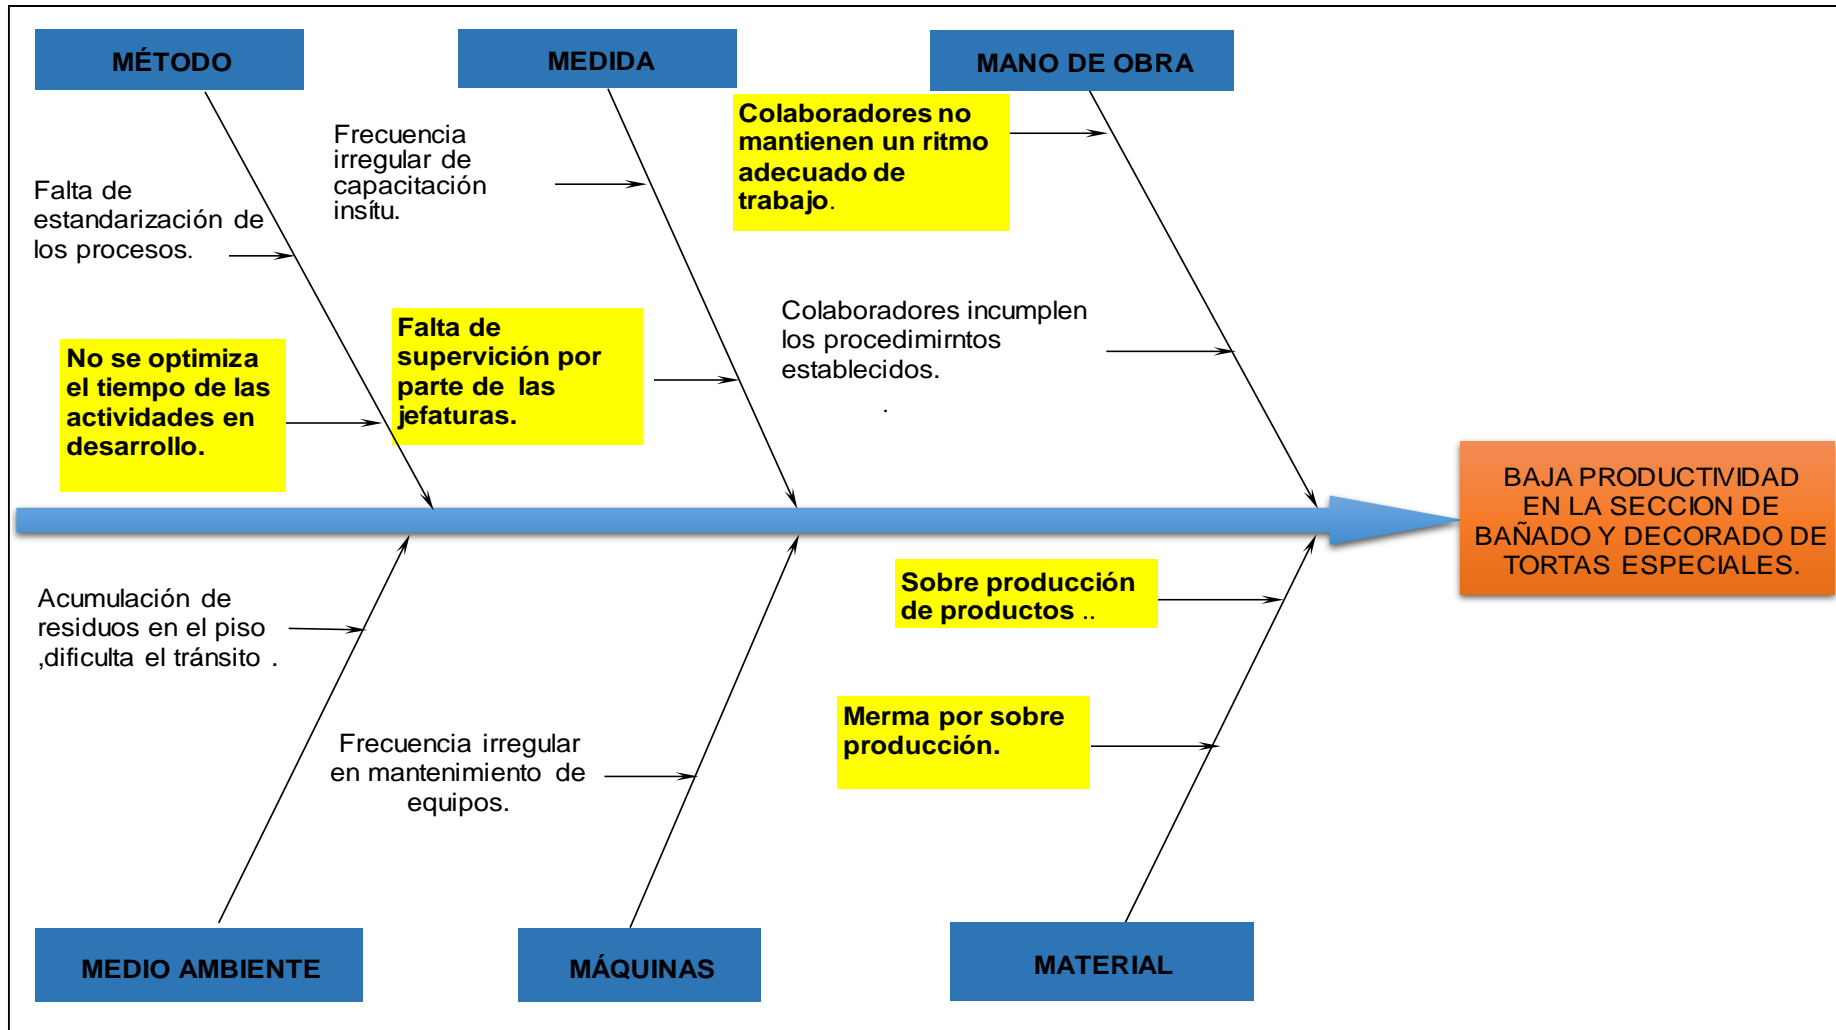 MÉTODO
MEDIDA
MANO DE OBRA
Falta de
estandarización de
los procesos.
No se optimiza
el tiempo de las
actividades en
desarrollo.
Frecuencia
irregular de
capacitación
insítu.
Falta de
supervición por
parte de las
jefaturas.
Colaboradores no
mantienen un ritmo
adecuado de
trabajo.
Colaboradores incumplen
los procedimirntos
establecidos.
.
BAJA PRODUCTIVIDAD
EN LA SECCION DE
BAÑADO Y DECORADO DE
TORTAS ESPECIALES.
Acumulación de
residuos en el piso
,dificulta el tránsito .
Frecuencia irregular
en mantenimiento de
equipos.
Sobre producción
de productos ..
Merma por sobre
producción.
MEDIO AMBIENTE
MÁQUINAS
MATERIAL